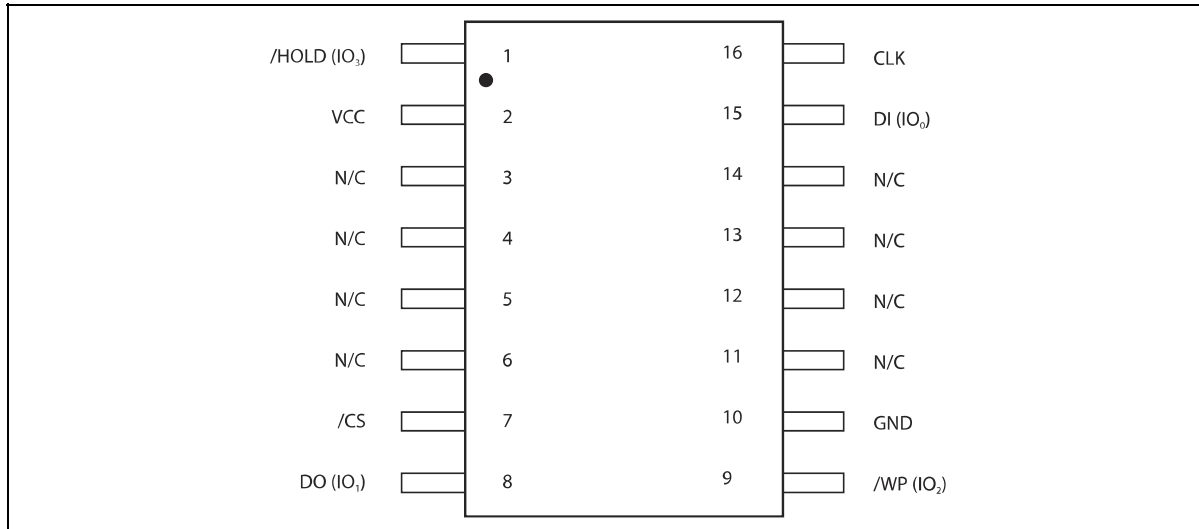 /HOLD (IO₃) 1 16 CLK
VCC 2 15 DI (IO₀)
N/C 3 14 N/C
N/C 4 13 N/C
N/C 5 12 N/C
N/C 6 11 N/C
/CS 7 10 GND
DO (IO₁) 8 9 /WP (IO₂)